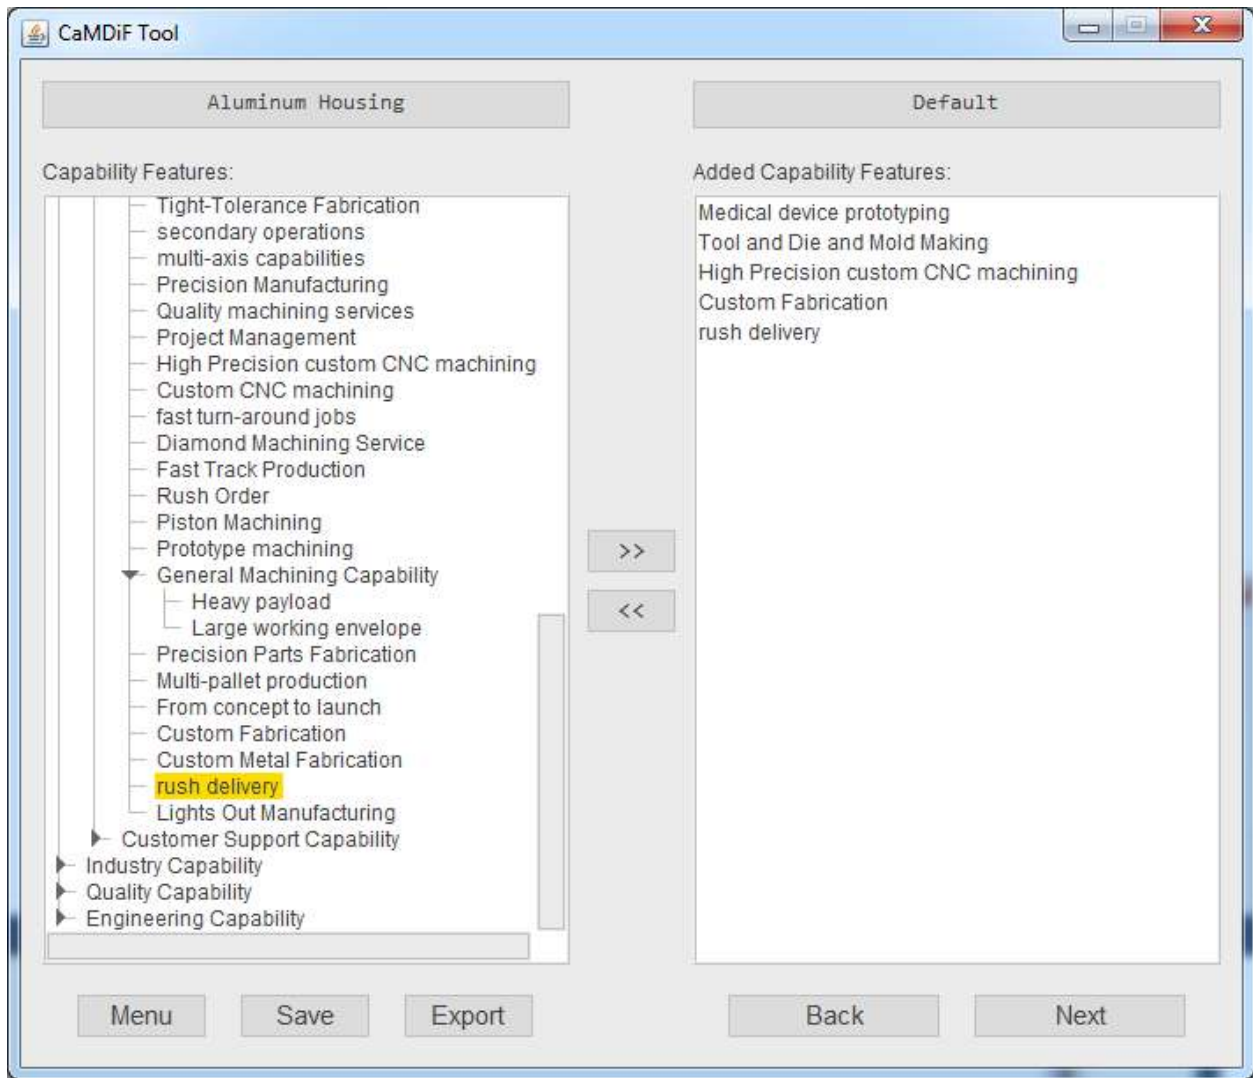 CaMDiF Tool
Aluminum Housing
Default
Capability Features:
Tight-Tolerance Fabrication
secondary operations
multi-axis capabilities
Precision Manufacturing
Quality machining services
Project Management
High Precision custom CNC machining
Custom CNC machining
fast turn-around jobs
Diamond Machining Service
Fast Track Production
Rush Order
Piston Machining
Prototype machining
General Machining Capability
Heavy payload
Large working envelope
Precision Parts Fabrication
Multi-pallet production
From concept to launch
Custom Fabrication
Custom Metal Fabrication
rush delivery
Lights Out Manufacturing
Customer Support Capability
Industry Capability
Quality Capability
Engineering Capability
>>
<<
Added Capability Features:
Medical device prototyping
Tool and Die and Mold Making
High Precision custom CNC machining
Custom Fabrication
rush delivery
Menu
Save
Export
Back
Next